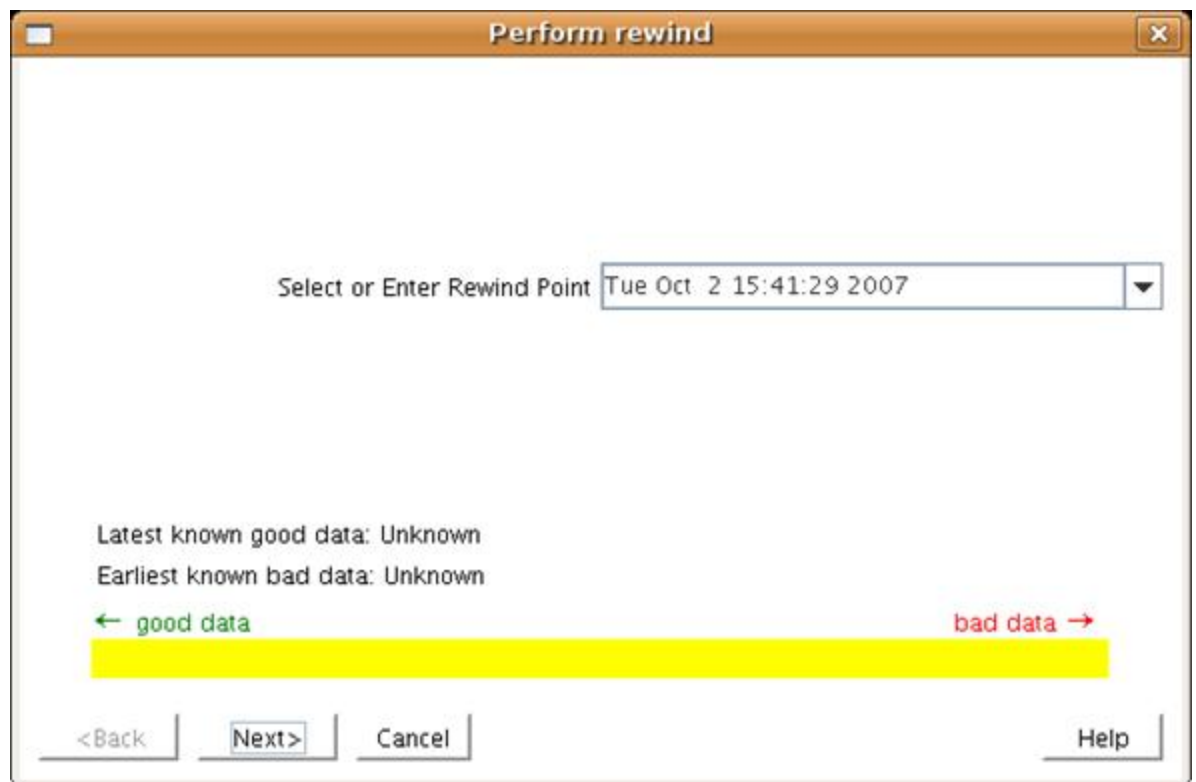 Perform rewind
Select or Enter Rewind Point Tue Oct  2 15:41:29 2007
Latest known good data: Unknown
Earliest known bad data: Unknown
← good data bad data →
<Back Next> Cancel Help